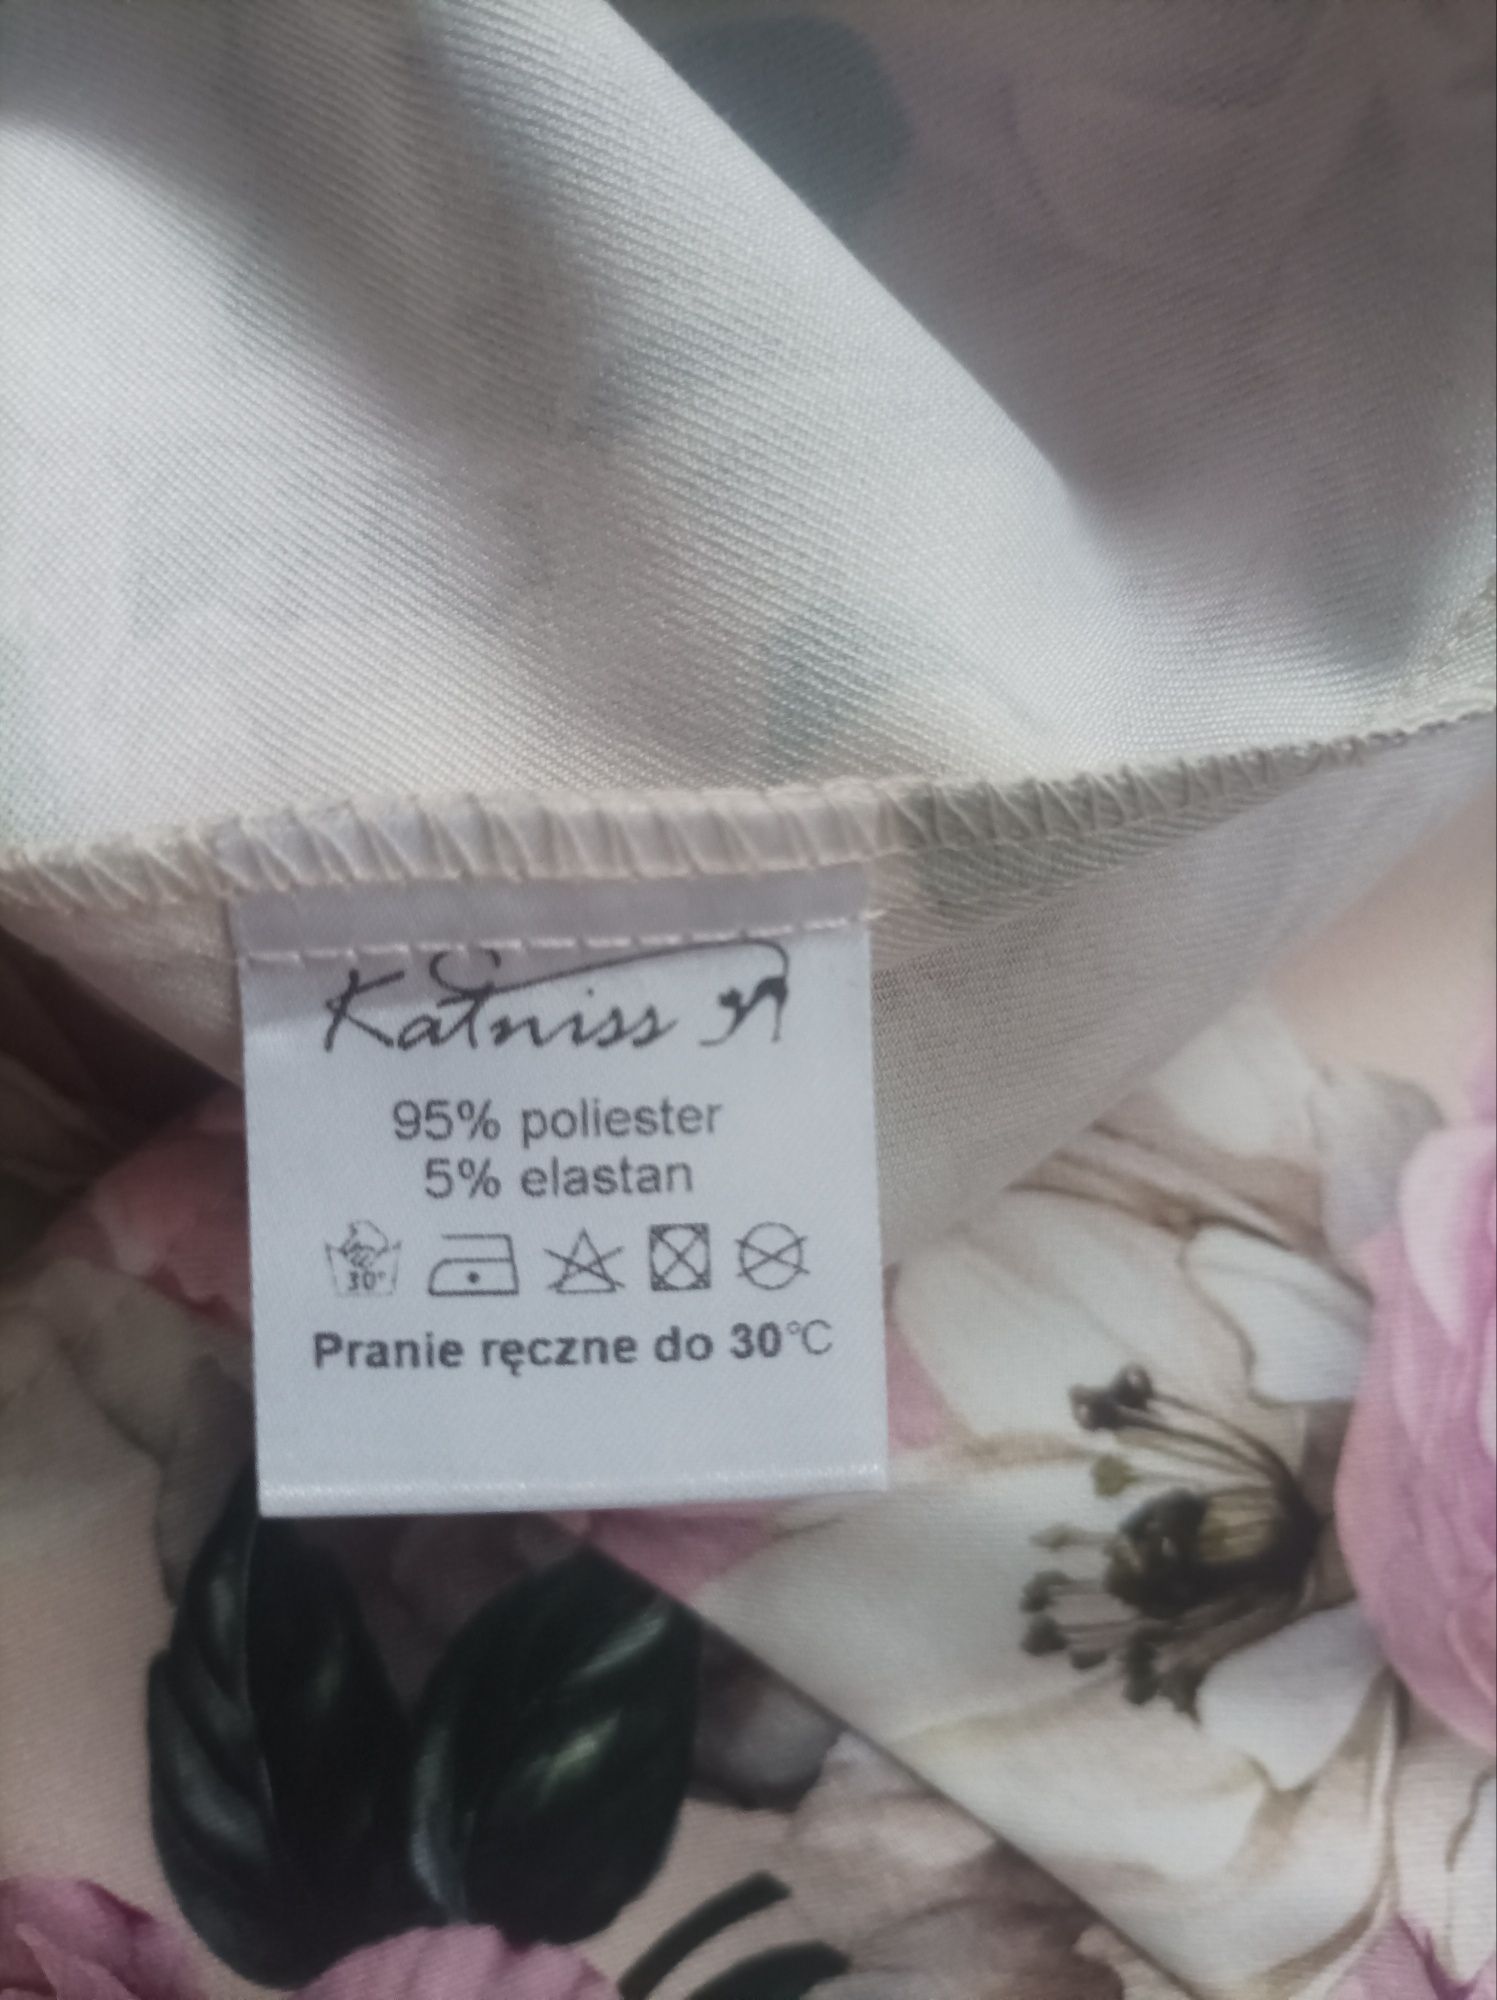 Katniss
95% poliester
5% elastan
30°
Pranie ręczne do 30°C